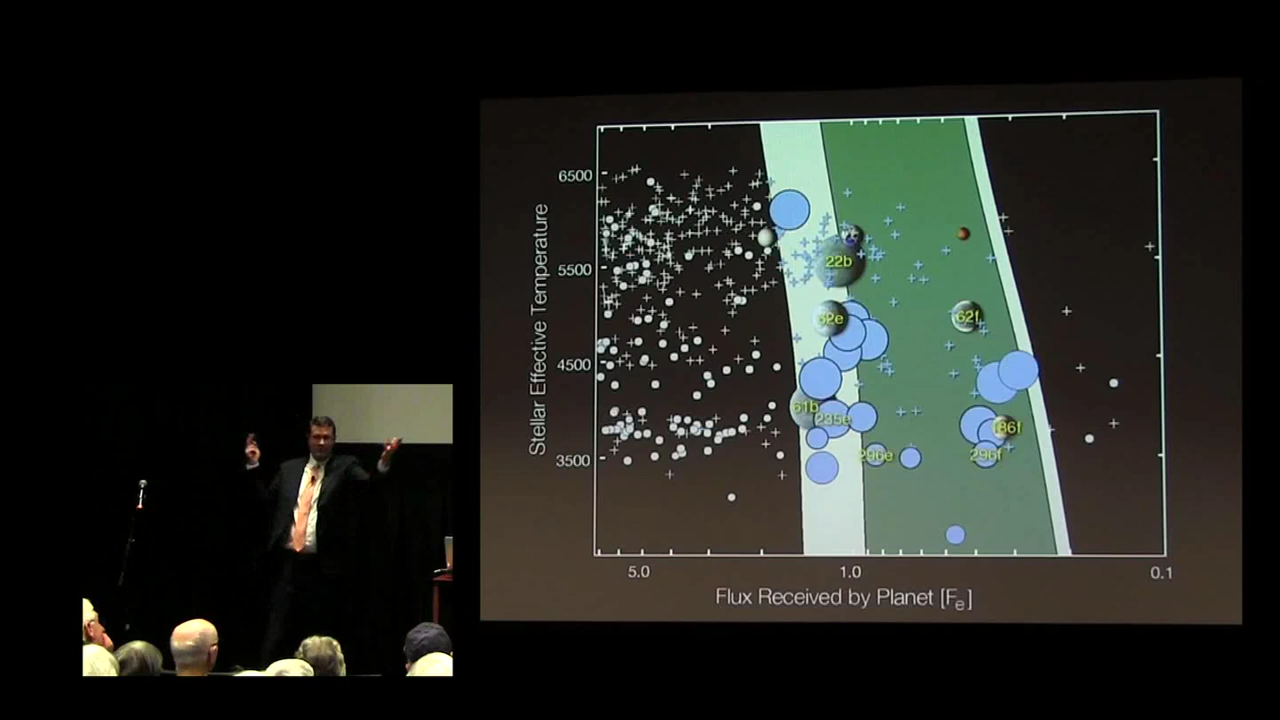 6500
5500
4500
3500
Stellar Effective Temperature
22b
62e
62f
61b
235e
186f
296e
296f
5.0
1.0
0.1
Flux Received by Planet [Fe]